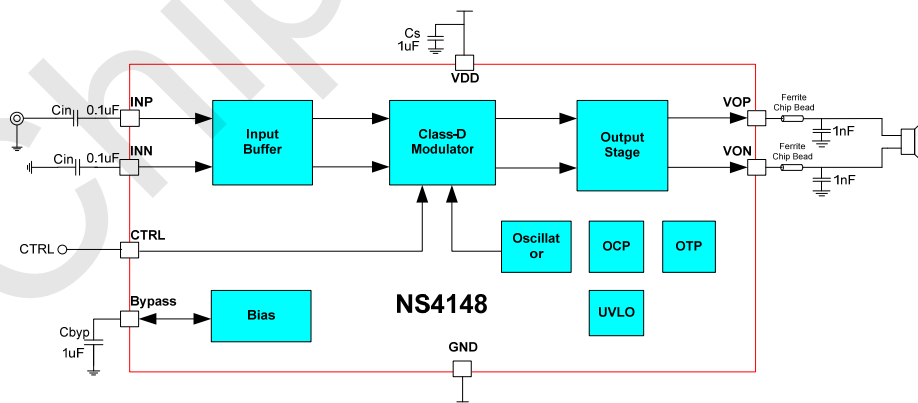 Cs
1uF
VDD
Cin 0.1uF
INP
Input
Buffer
Class-D
Modulator
Output
Stage
VOP
Ferrite
Chip Bead
1nF
Cin 0.1uF
INN
VON
Ferrite
Chip Bead
1nF
CTRL
CTRL
Oscillat
or
OCP
OTP
Bypass
Bias
NS4148
UVLO
Cbyp
1uF
GND
Chip